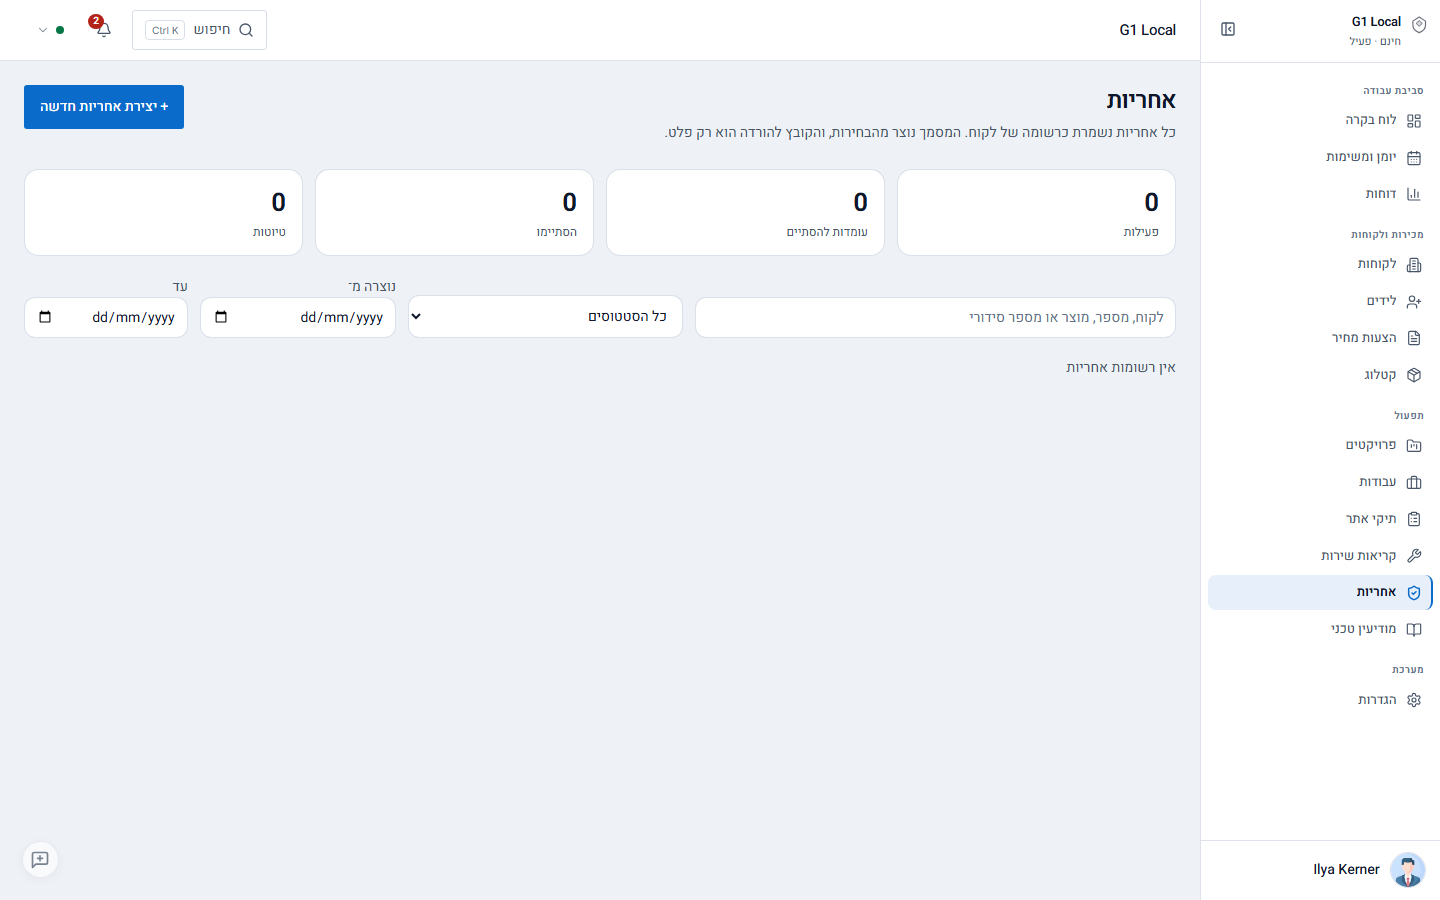 G1 Local
חינם · פעיל
סביבת עבודה
לוח בקרה
יומן ומשימות
דוחות
מכירות ולקוחות
לקוחות
לידים
הצעות מחיר
קטלוג
תפעול
פרויקטים
עבודות
תיקי אתר
קריאות שירות
אחריות
מודיעין טכני
מערכת
הגדרות
Ilya Kerner
G1 Local
חיפוש Ctrl K
2
אחריות
כל אחריות נשמרת כרשומה של לקוח. המסמך נוצר מהבחירות, והקובץ להורדה הוא רק פלט.
+ יצירת אחריות חדשה
0
פעילות
0
עומדות להסתיים
0
הסתיימו
0
טיוטות
לקוח, מספר, מוצר או מספר סידורי
כל הסטטוסים
נוצרה מ־
dd/mm/yyyy
עד
dd/mm/yyyy
אין רשומות אחריות